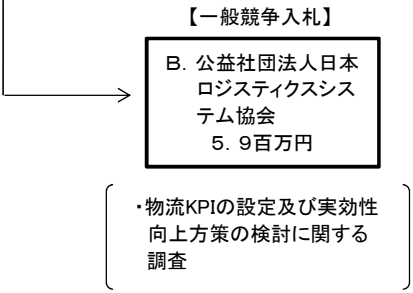 【一般競争入札】
B．公益社団法人日本
ロジスティクスシス
テム協会
５．９百万円
・物流KPIの設定及び実効性
向上方策の検討に関する
調査